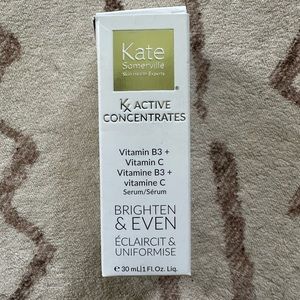 Kate
Somerville
Skin Health Experts
®
Kx ACTIVE
CONCENTRATES
Vitamin B3 +
Vitamin C
Vitamine B3 +
vitamine C
Serum/Sérum
BRIGHTEN
& EVEN
ÉCLAIRCIT &
UNIFORMISE
℮ 30 mL|1 Fl. Oz. Liq.